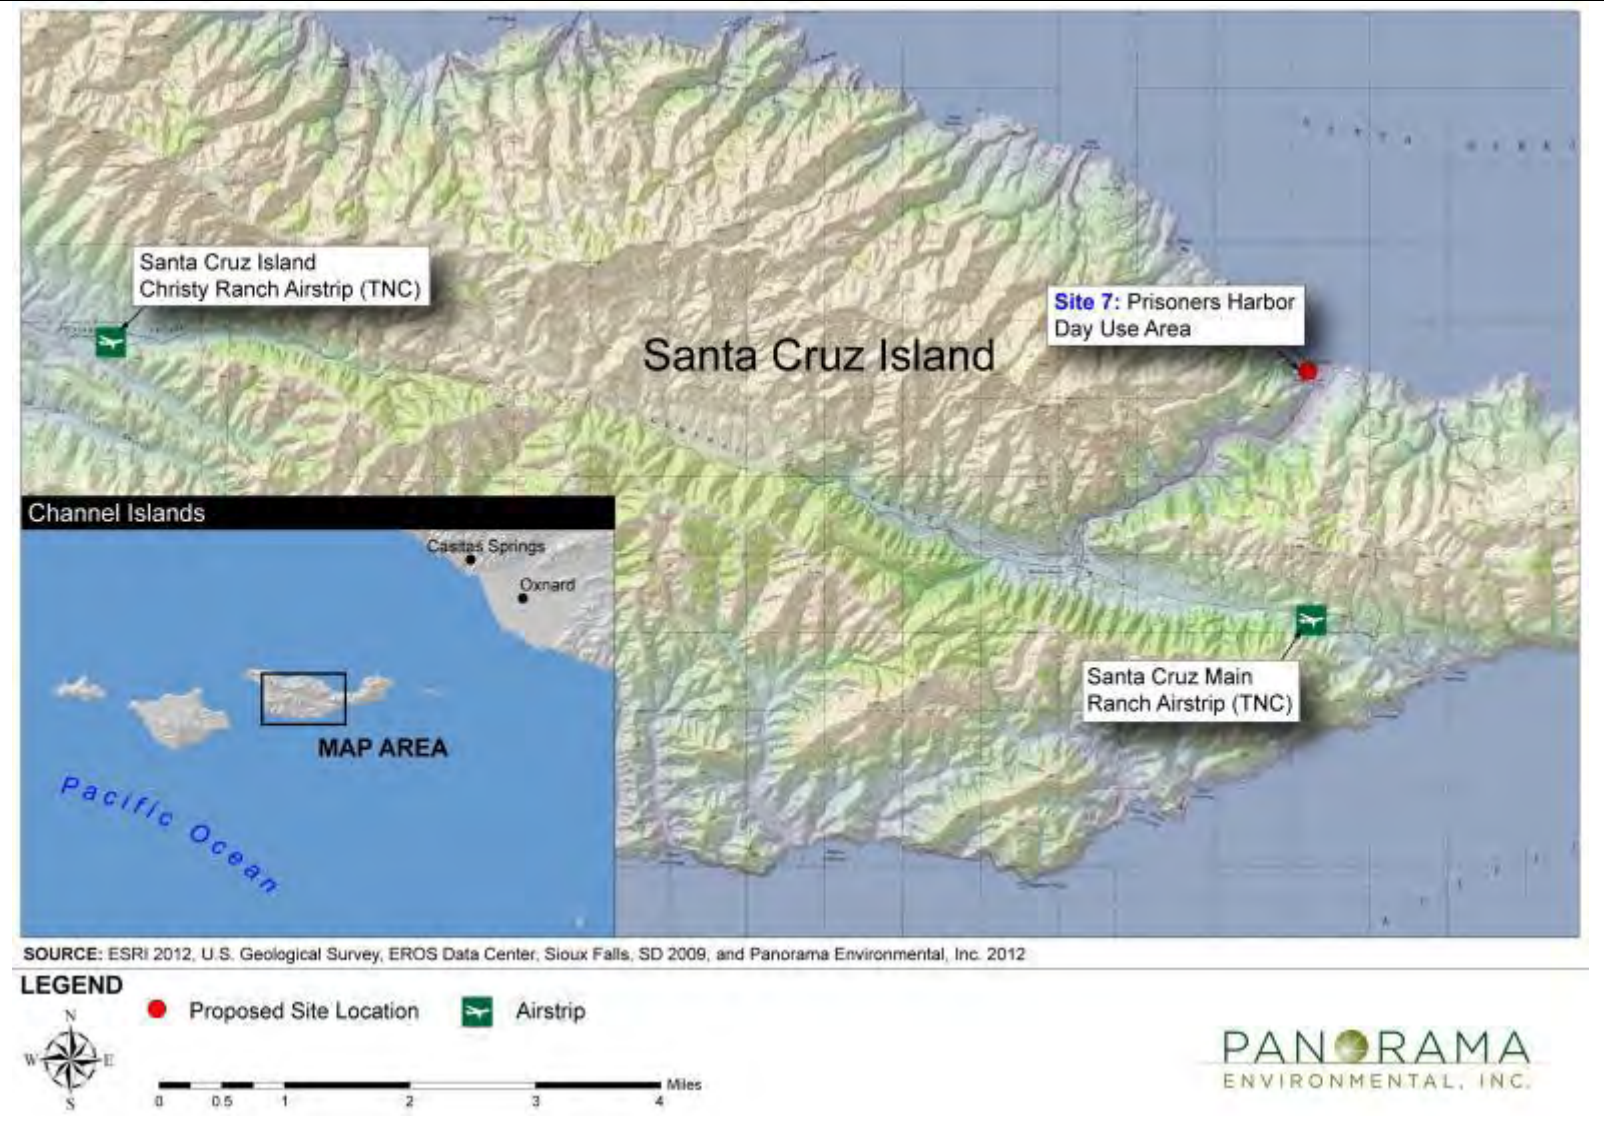 Santa Cruz Island
Christy Ranch Airstrip (TNC)
Site 7: Prisoners Harbor
Day Use Area
Santa Cruz Island
Channel Islands
Casitas Springs
Oxnard
MAP AREA
Pacific Ocean
Santa Cruz Main
Ranch Airstrip (TNC)
SOURCE: ESRI 2012, U.S. Geological Survey, EROS Data Center, Sioux Falls, SD 2009, and Panorama Environmental, Inc. 2012
LEGEND
N
W E
S
Proposed Site Location
Airstrip
Miles
0 0.5 1 2 3 4
PANORAMA
ENVIRONMENTAL, INC.